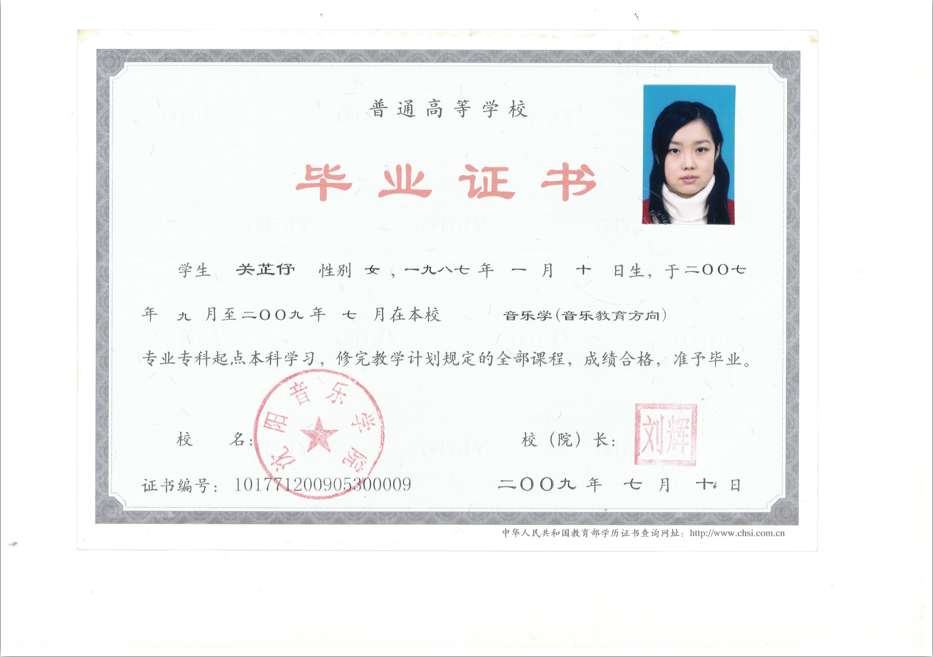 普通高等学校
毕业证书
学生 关芷伃 性别 女，一九八七年 一 月 十 日生，于二〇〇七
年 九 月至二〇〇九年 七 月在本校 音乐学（音乐教育方向）
专业专科起点本科学习，修完教学计划规定的全部课程，成绩合格，准予毕业。
沈阳音乐学院
校 名：
校（院）长：
刘辉
证书编号：101771200905300009
二〇〇九年 七 月 十 日
中华人民共和国教育部学历证书查询网址：http://www.chsi.com.cn